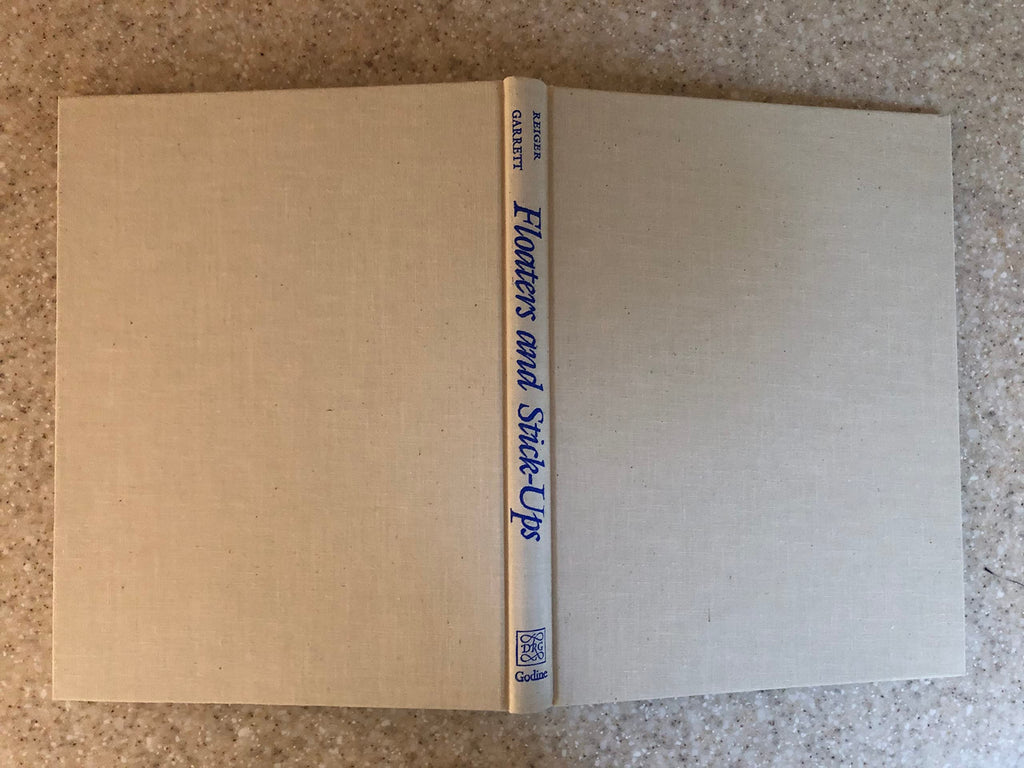 REIGER
GARRETT
Floaters and Stick-Ups
DRG
Godine